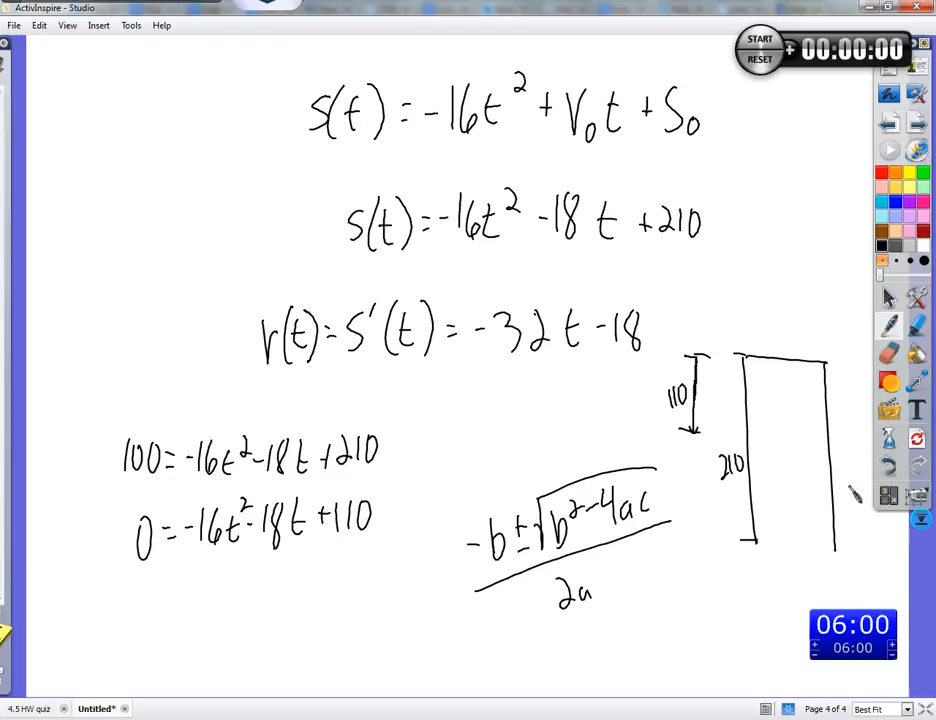 ActivInspire - Studio
File Edit View Insert Tools Help
START
RESET
+ 00:00:00
s(t) = -16t² + V₀t + S₀
s(t) = -16t² - 18t + 210
v(t) = s'(t) = -32t - 18
110
210
100 = -16t² - 18t + 210
0 = -16t² - 18t + 110
-b ± √b² - 4ac
2a
T
06:00
06:00
4.5 HW quiz Untitled* Page 4 of 4 Best Fit